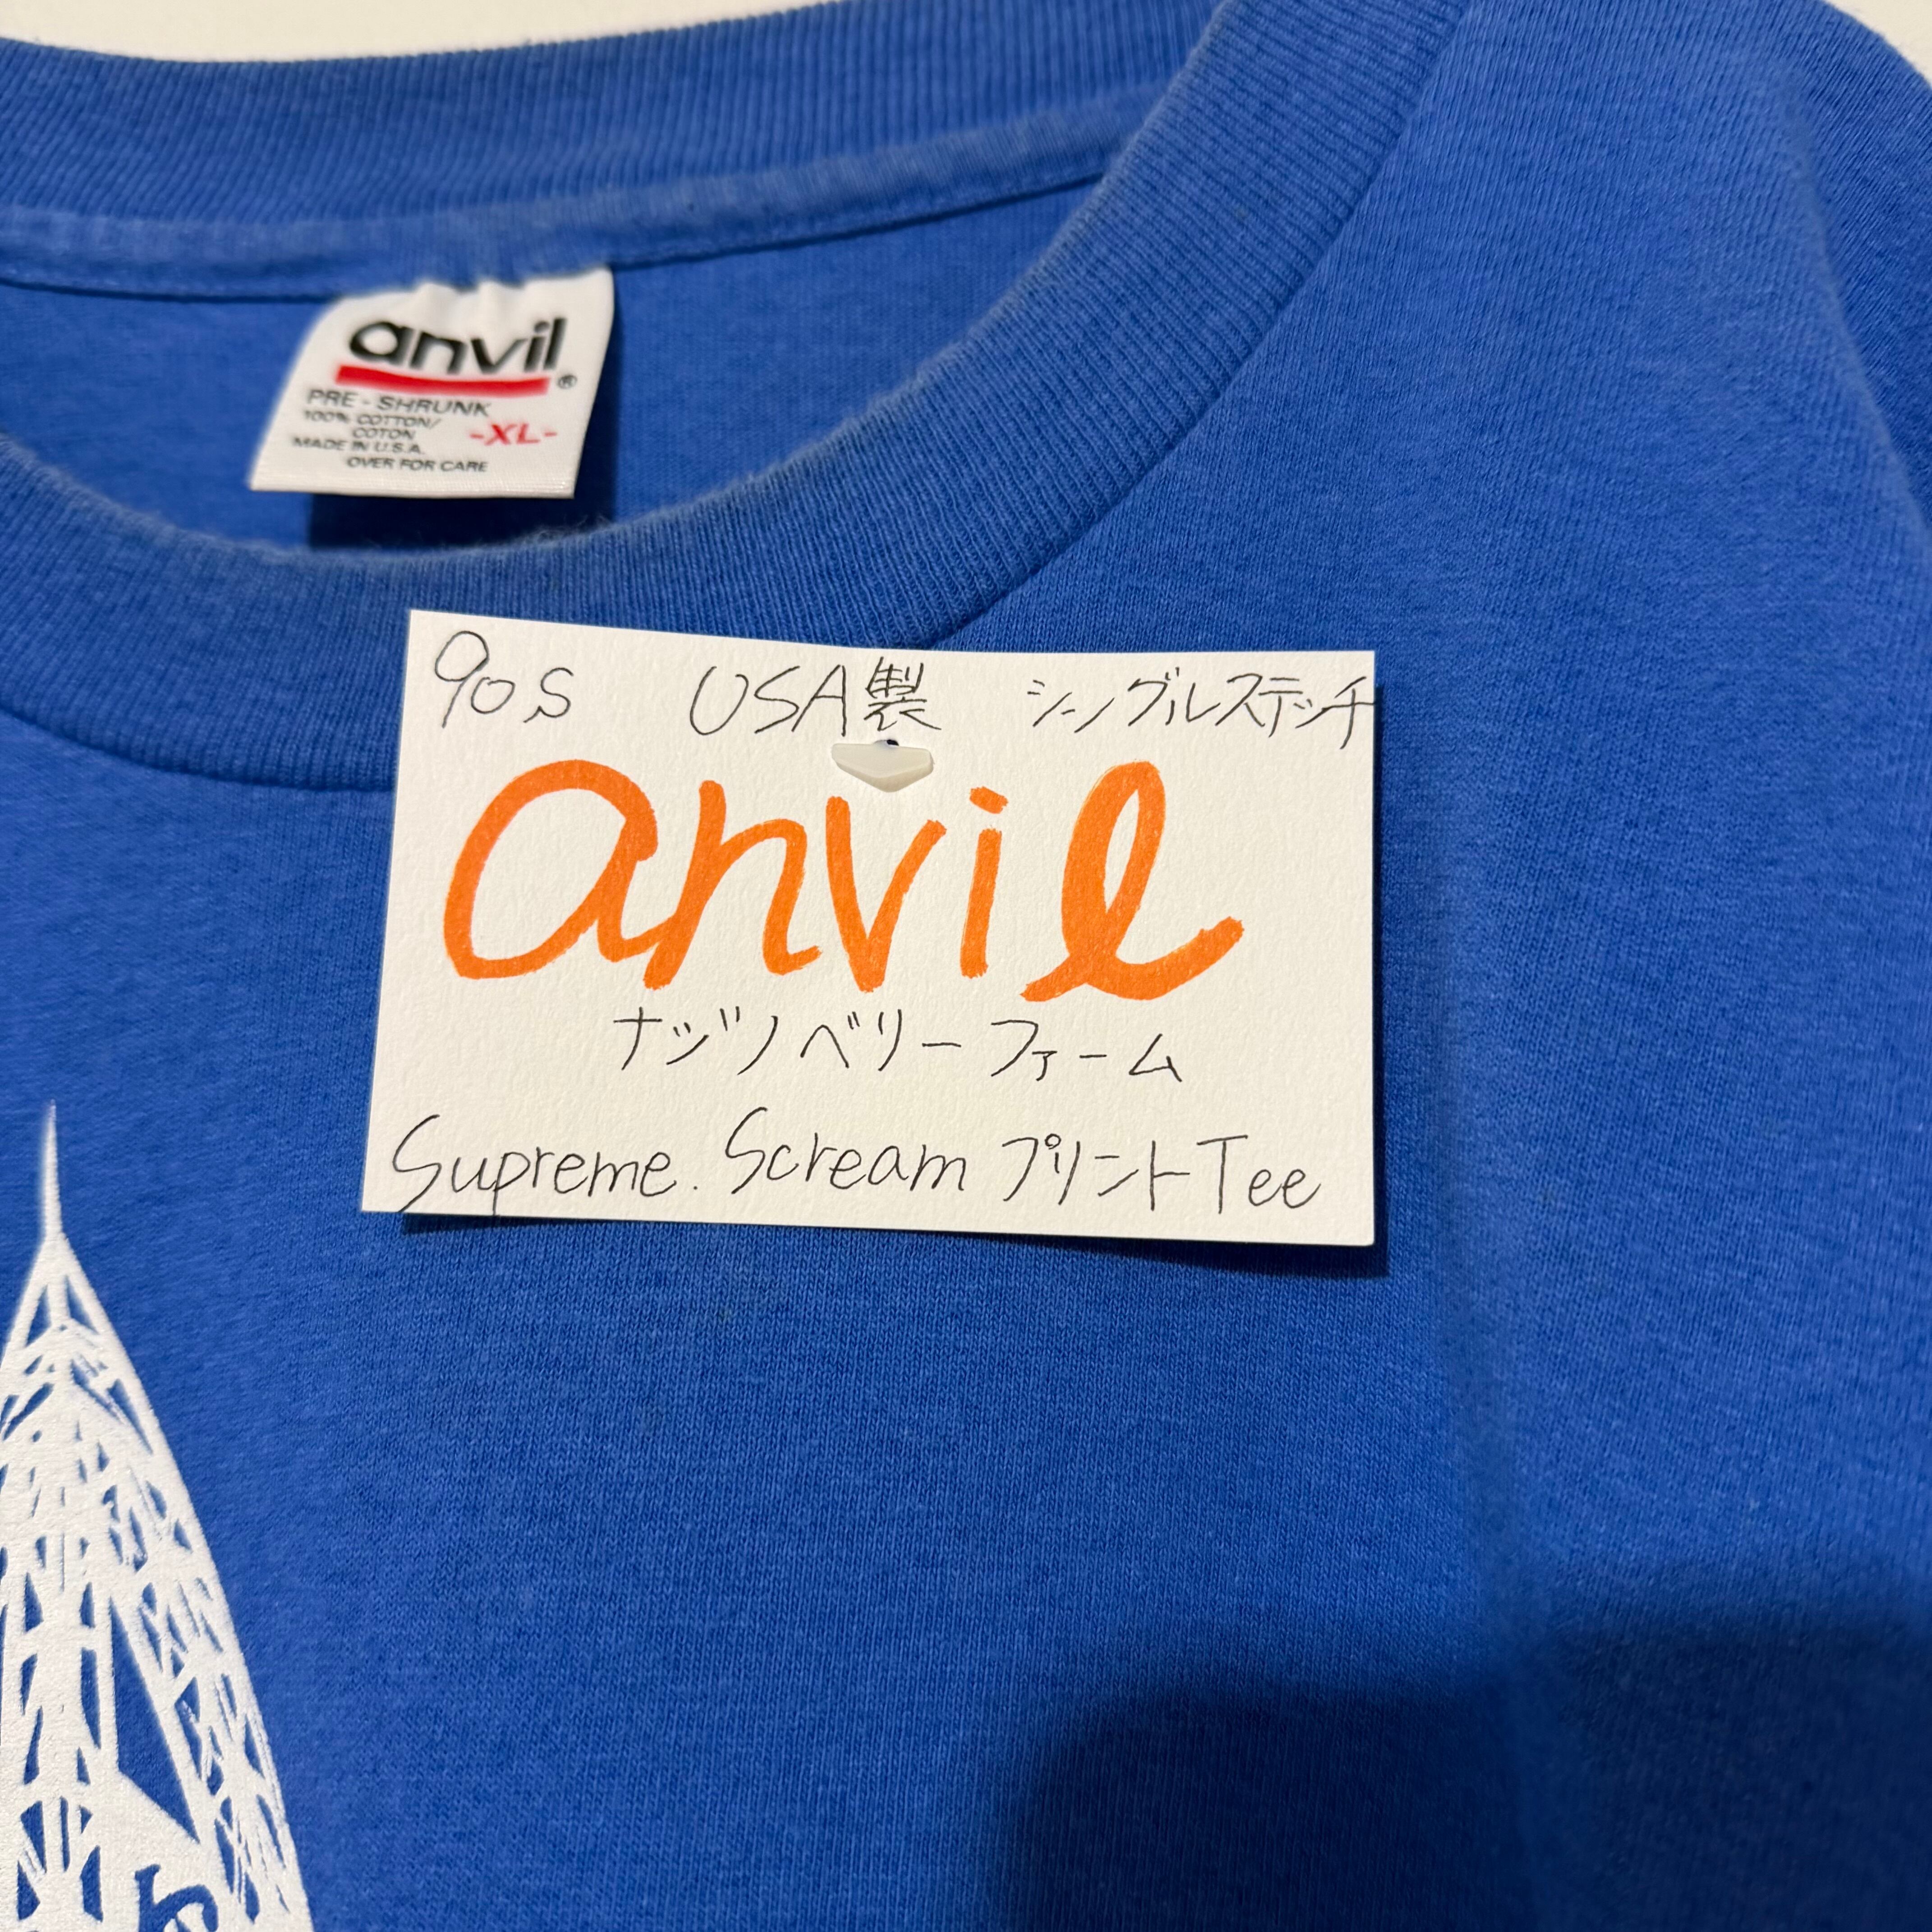 anvil®
PRE-SHRUNK
100% COTTON/
COTON
-XL-
MADE IN U.S.A.
OVER FOR CARE
90,s USA製 シングルステッチ
anvil
ナッツノベリーファーム
Supreme. Scream プリントTee